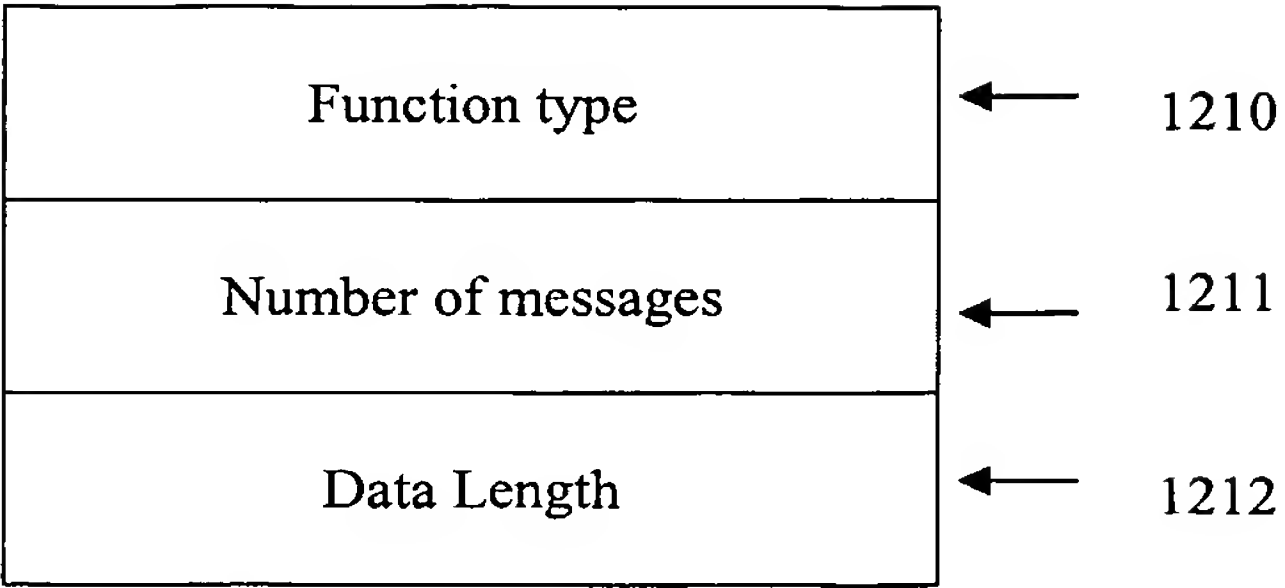 Function type
1210
Number of messages
1211
Data Length
1212